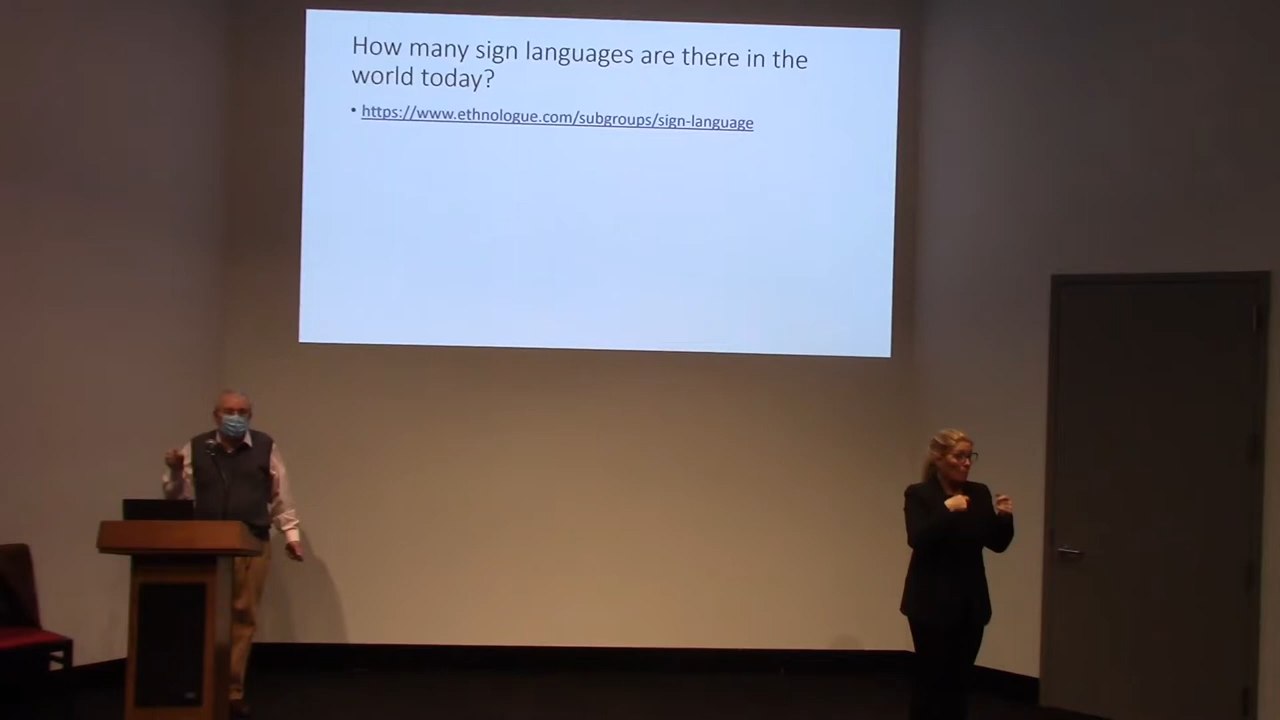 How many sign languages are there in the
world today?
• https://www.ethnologue.com/subgroups/sign-language